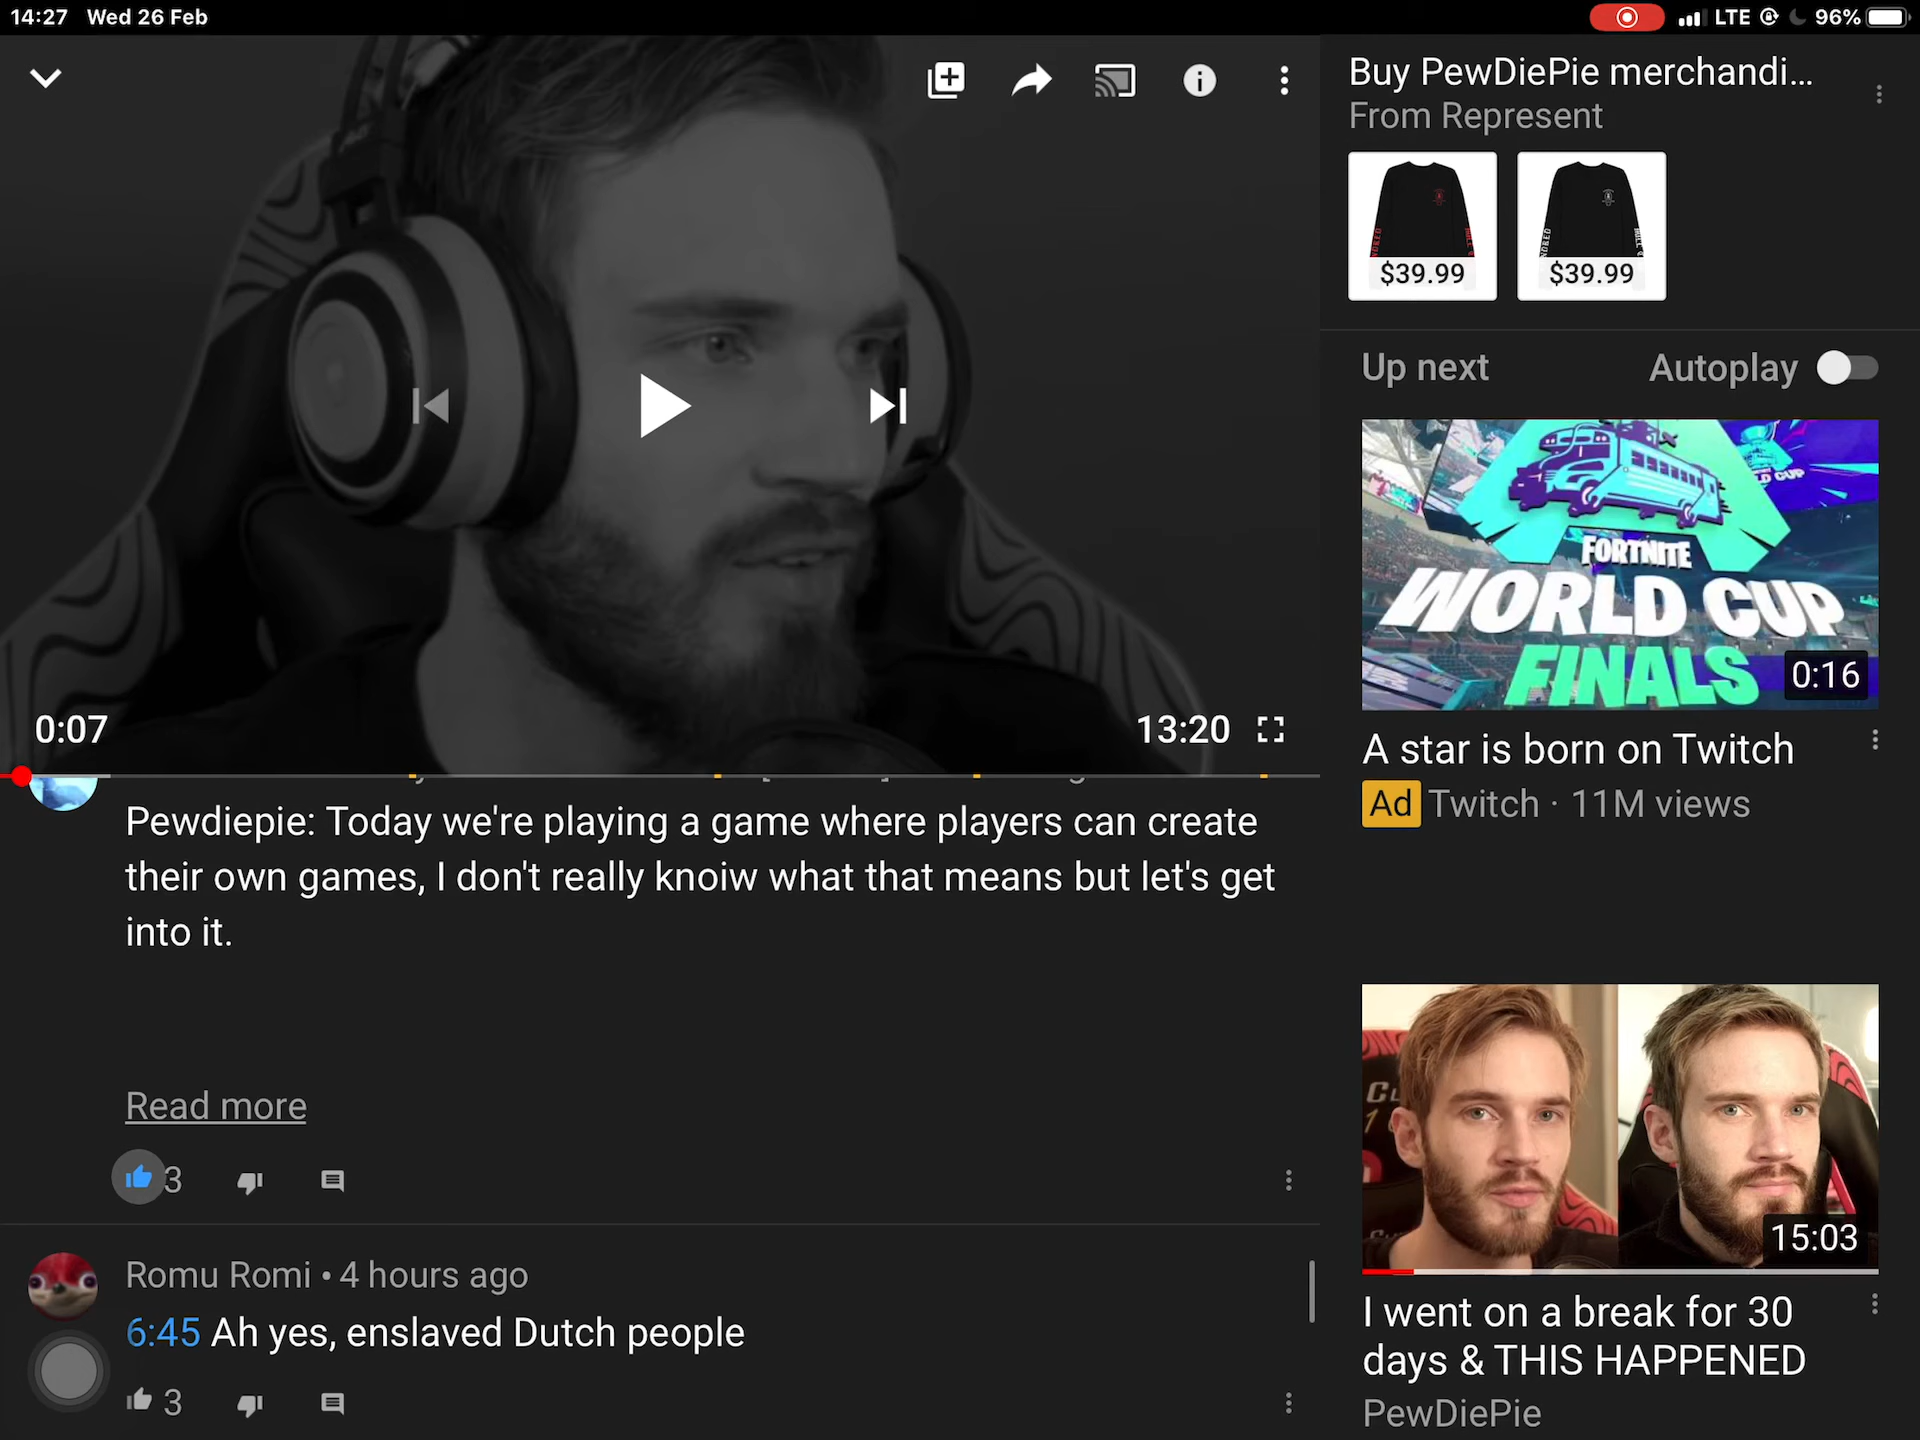 14:27 Wed 26 Feb
LTE 96%
0:07
13:20
Pewdiepie: Today we're playing a game where players can create
their own games, I don't really knoiw what that means but let's get
into it.
Read more
3
Romu Romi • 4 hours ago
6:45 Ah yes, enslaved Dutch people
3
Buy PewDiePie merchandi...
From Represent
$39.99
$39.99
Up next
Autoplay
FORTNITE
WORLD CUP
FINALS
0:16
A star is born on Twitch
Ad Twitch · 11M views
15:03
I went on a break for 30
days & THIS HAPPENED
PewDiePie